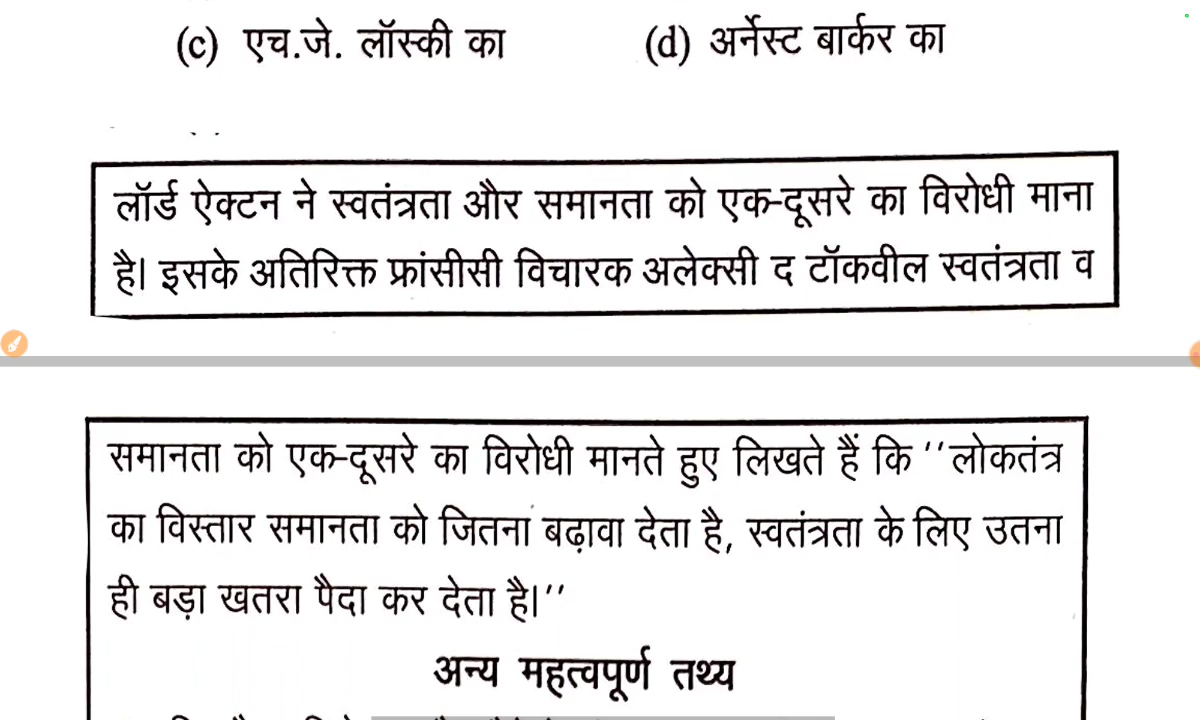 (c) एच.जे. लॉस्की का (d) अर्नेस्ट बार्कर का
लॉर्ड ऐक्टन ने स्वतंत्रता और समानता को एक-दूसरे का विरोधी माना
है। इसके अतिरिक्त फ्रांसीसी विचारक अलेक्सी द टॉकवील स्वतंत्रता व
समानता को एक-दूसरे का विरोधी मानते हुए लिखते हैं कि ''लोकतंत्र
का विस्तार समानता को जितना बढ़ावा देता है, स्वतंत्रता के लिए उतना
ही बड़ा खतरा पैदा कर देता है।''
अन्य महत्वपूर्ण तथ्य